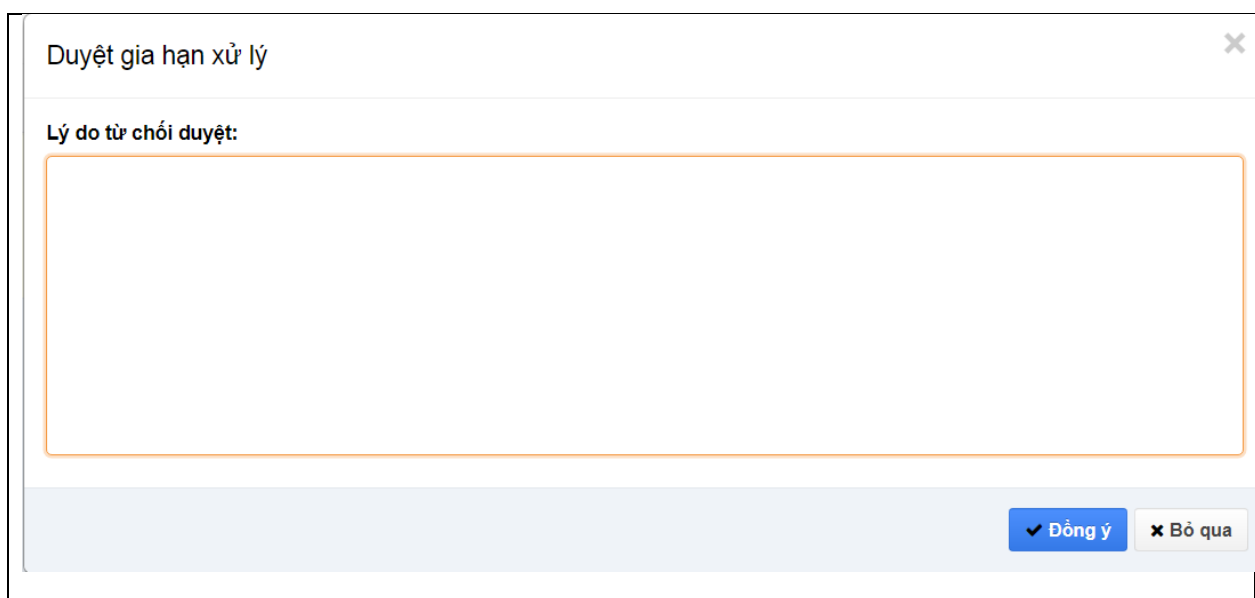 Duyệt gia hạn xử lý
Lý do từ chối duyệt:
Đồng ý
Bỏ qua